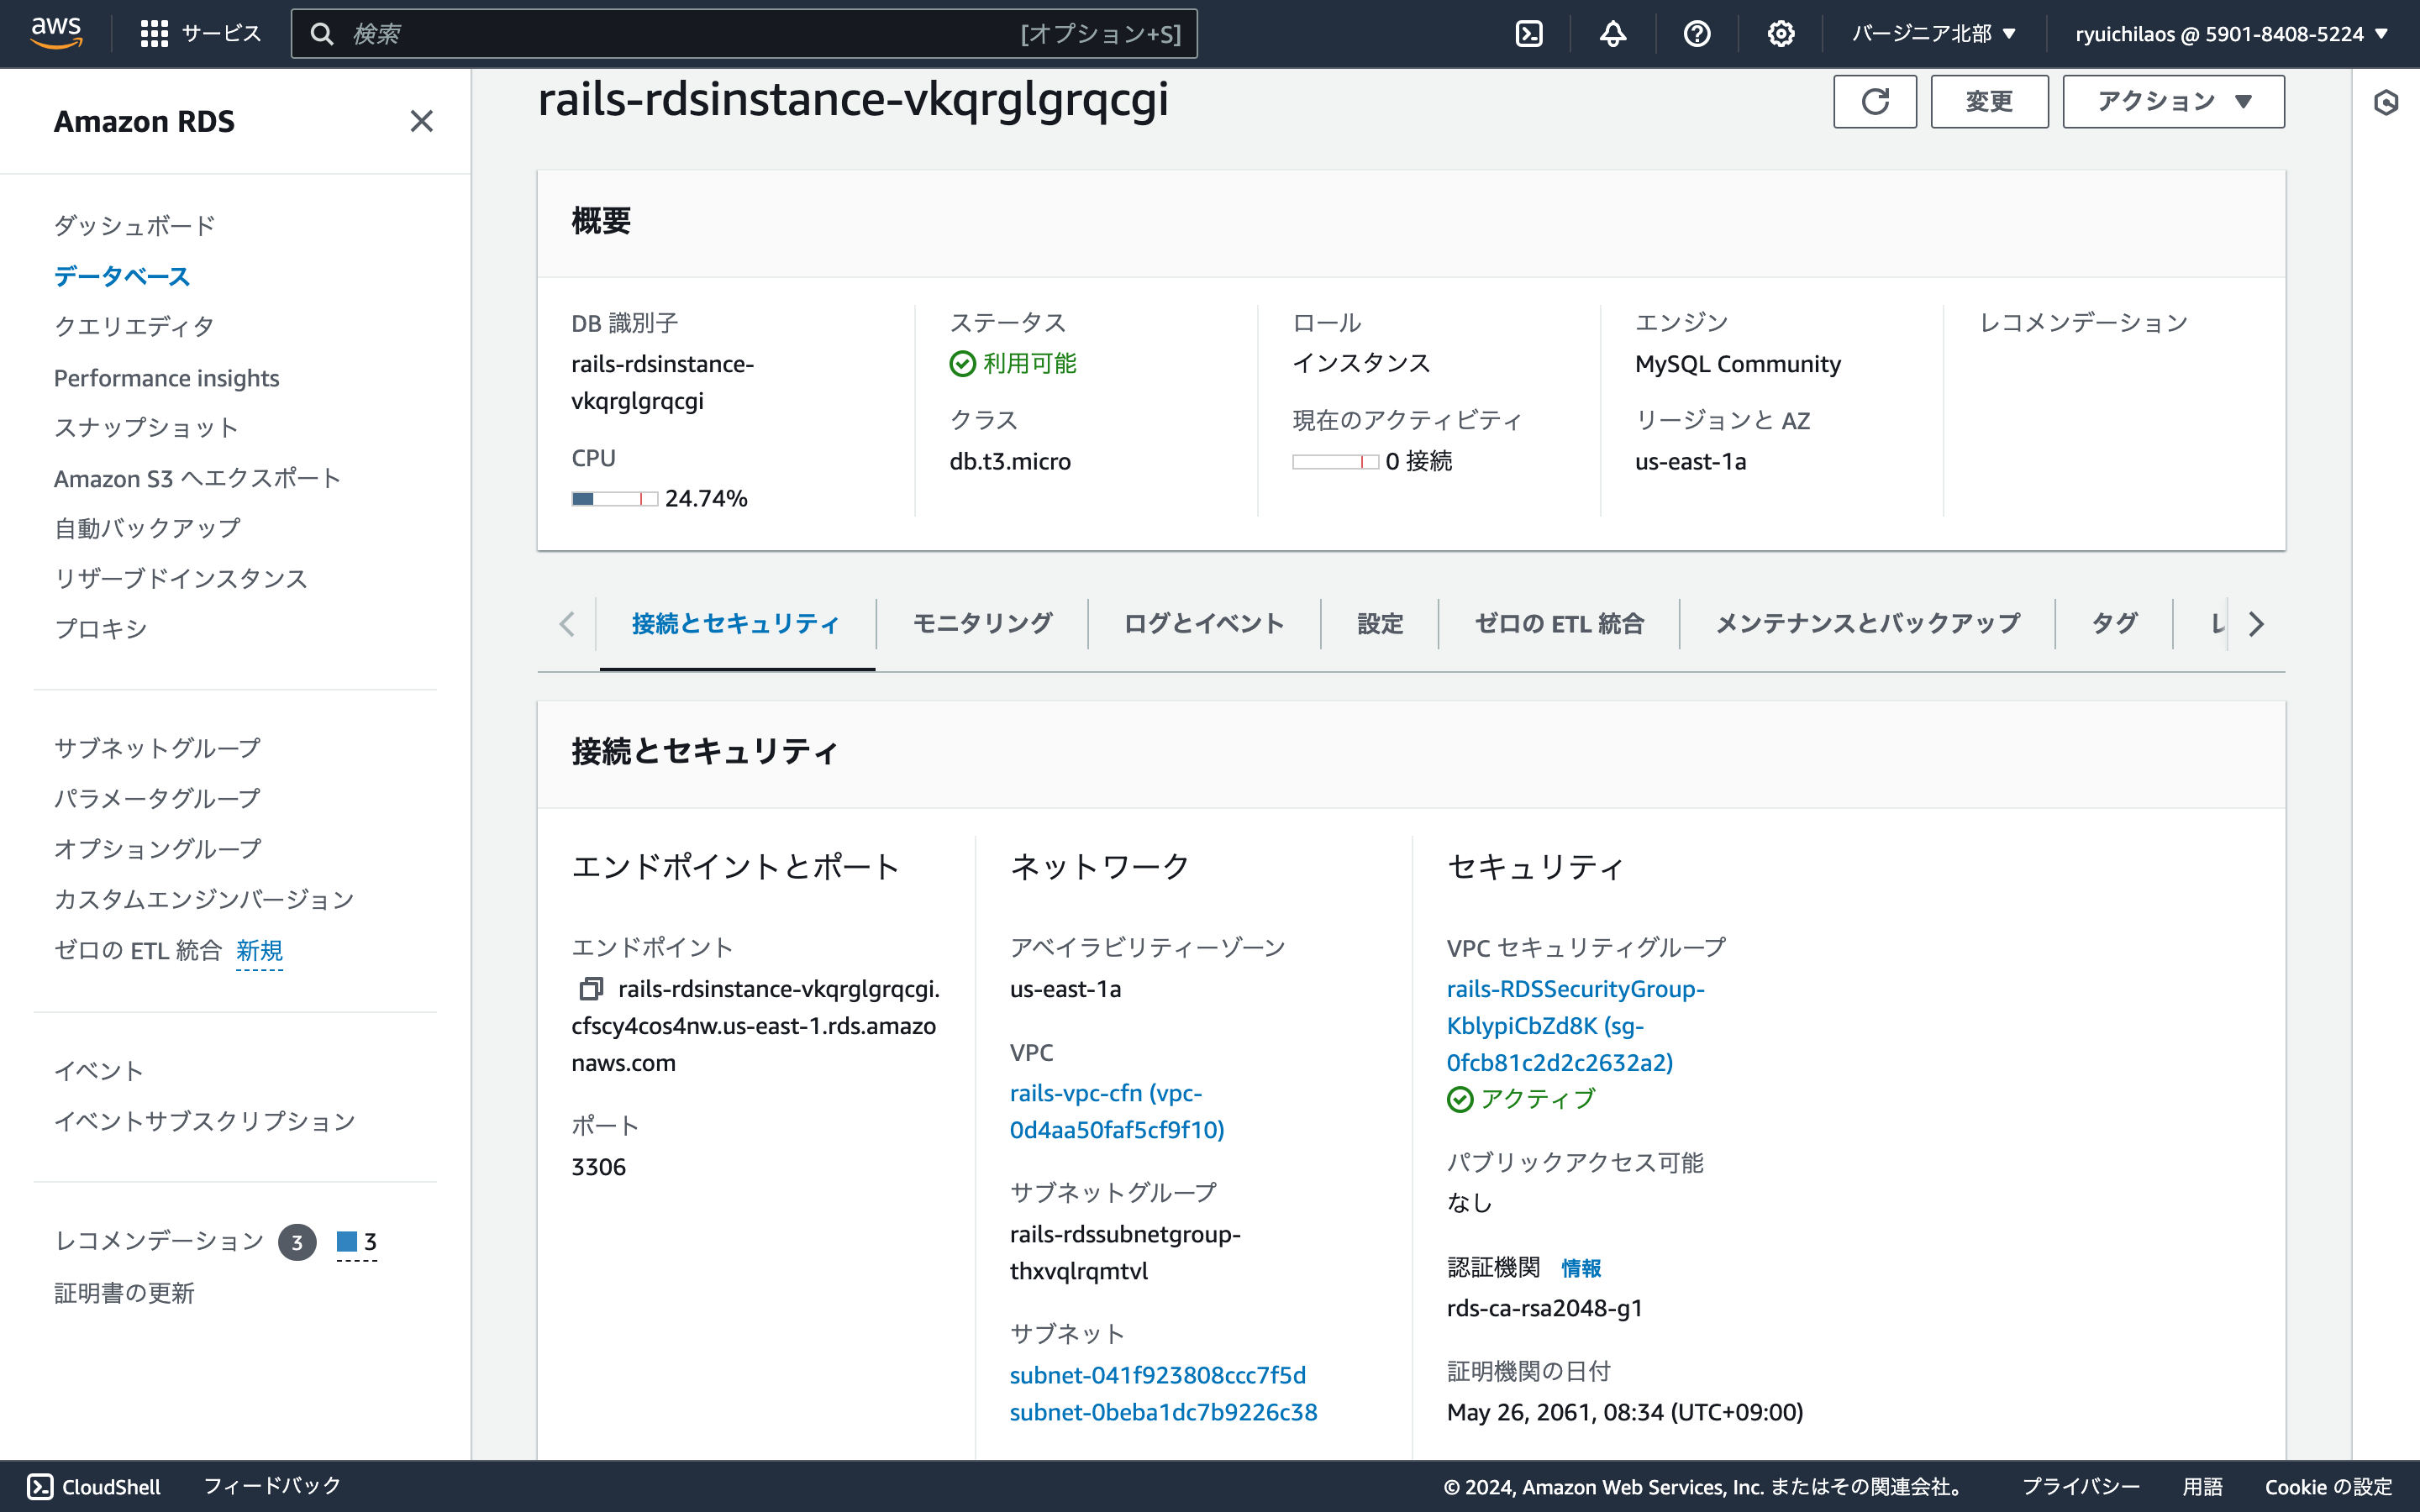 aws
サービス
検索
[オプション+S]
バージニア北部 ▼
ryuichilaos @ 5901-8408-5224 ▼
Amazon RDS
ダッシュボード
データベース
クエリエディタ
Performance insights
スナップショット
Amazon S3 へエクスポート
自動バックアップ
リザーブドインスタンス
プロキシ
サブネットグループ
パラメータグループ
オプショングループ
カスタムエンジンバージョン
ゼロの ETL 統合 新規
イベント
イベントサブスクリプション
レコメンデーション 3 3
証明書の更新
rails-rdsinstance-vkqrglgrqcgi
変更
アクション ▼
概要
DB 識別子
rails-rdsinstance-
vkqrglgrqcgi
CPU
24.74%
ステータス
利用可能
クラス
db.t3.micro
ロール
インスタンス
現在のアクティビティ
0 接続
エンジン
MySQL Community
リージョンと AZ
us-east-1a
レコメンデーション
接続とセキュリティ
モニタリング
ログとイベント
設定
ゼロの ETL 統合
メンテナンスとバックアップ
タグ
接続とセキュリティ
エンドポイントとポート
エンドポイント
rails-rdsinstance-vkqrglgrqcgi.
cfscy4cos4nw.us-east-1.rds.amazo
naws.com
ポート
3306
ネットワーク
アベイラビリティーゾーン
us-east-1a
VPC
rails-vpc-cfn (vpc-
0d4aa50faf5cf9f10)
サブネットグループ
rails-rdssubnetgroup-
thxvqlrqmtvl
サブネット
subnet-041f923808ccc7f5d
subnet-0beba1dc7b9226c38
セキュリティ
VPC セキュリティグループ
rails-RDSSecurityGroup-
KblypiCbZd8K (sg-
0fcb81c2d2c2632a2)
アクティブ
パブリックアクセス可能
なし
認証機関 情報
rds-ca-rsa2048-g1
証明機関の日付
May 26, 2061, 08:34 (UTC+09:00)
CloudShell
フィードバック
© 2024, Amazon Web Services, Inc. またはその関連会社。
プライバシー
用語
Cookie の設定